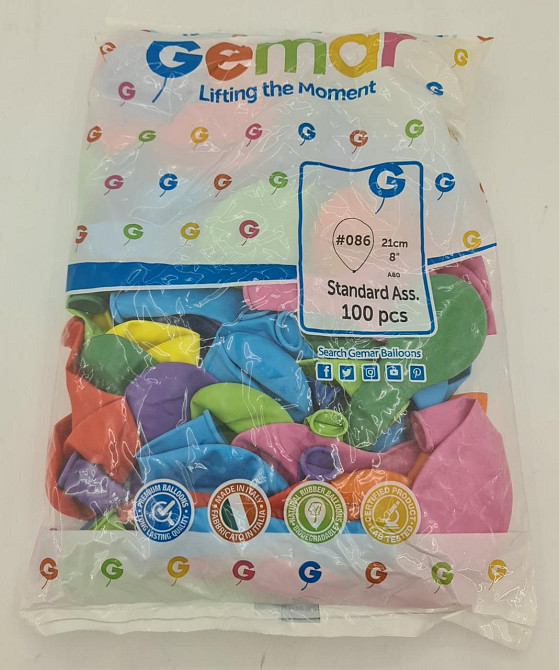 Gemar
Lifting the Moment
G
#086
21cm
8"
A80
Standard Ass.
100 pcs
Search Gemar Balloons
PREMIUM BALLOONS
LONG LASTING QUALITY
MADE IN ITALY
FABBRICATO IN ITALIA
NATURAL RUBBER BALLOONS
BIODEGRADABLE
CERTIFIED PRODUCT
LAB TESTED